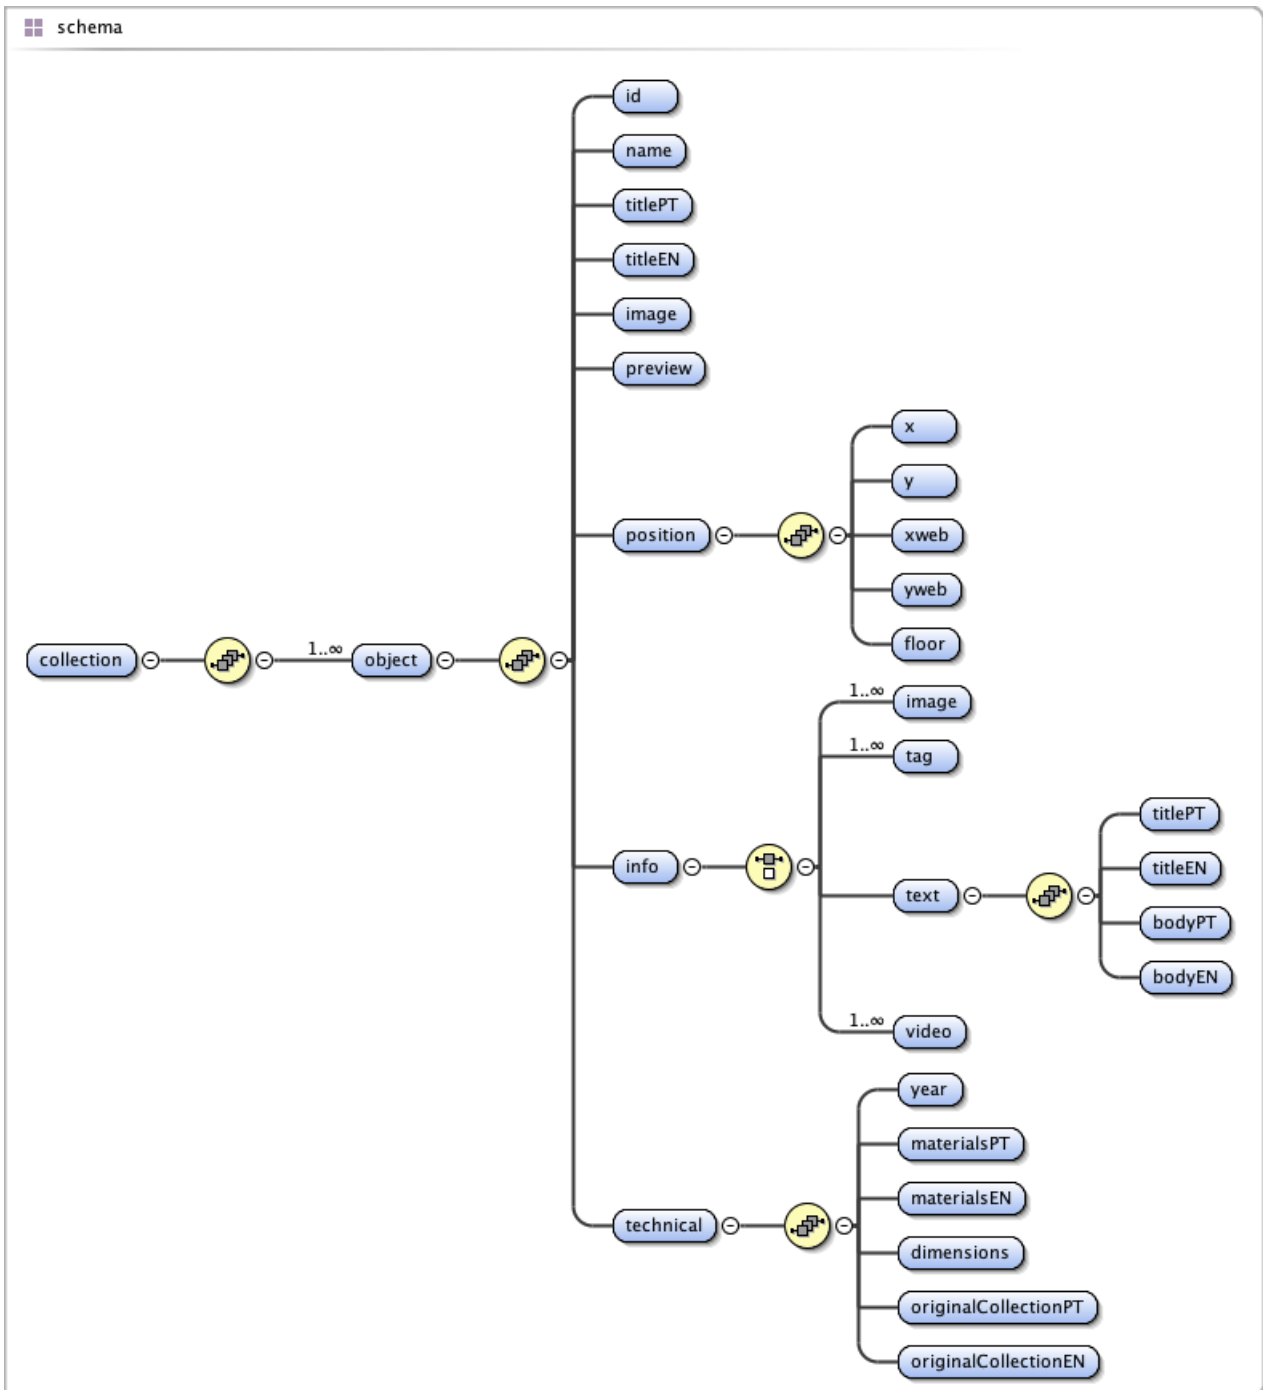 schema
id
name
titlePT
titleEN
image
preview
x
y
position
xweb
yweb
floor
collection
1..∞
object
1..∞
image
1..∞
tag
info
text
titlePT
titleEN
bodyPT
bodyEN
1..∞
video
year
materialsPT
materialsEN
technical
dimensions
originalCollectionPT
originalCollectionEN